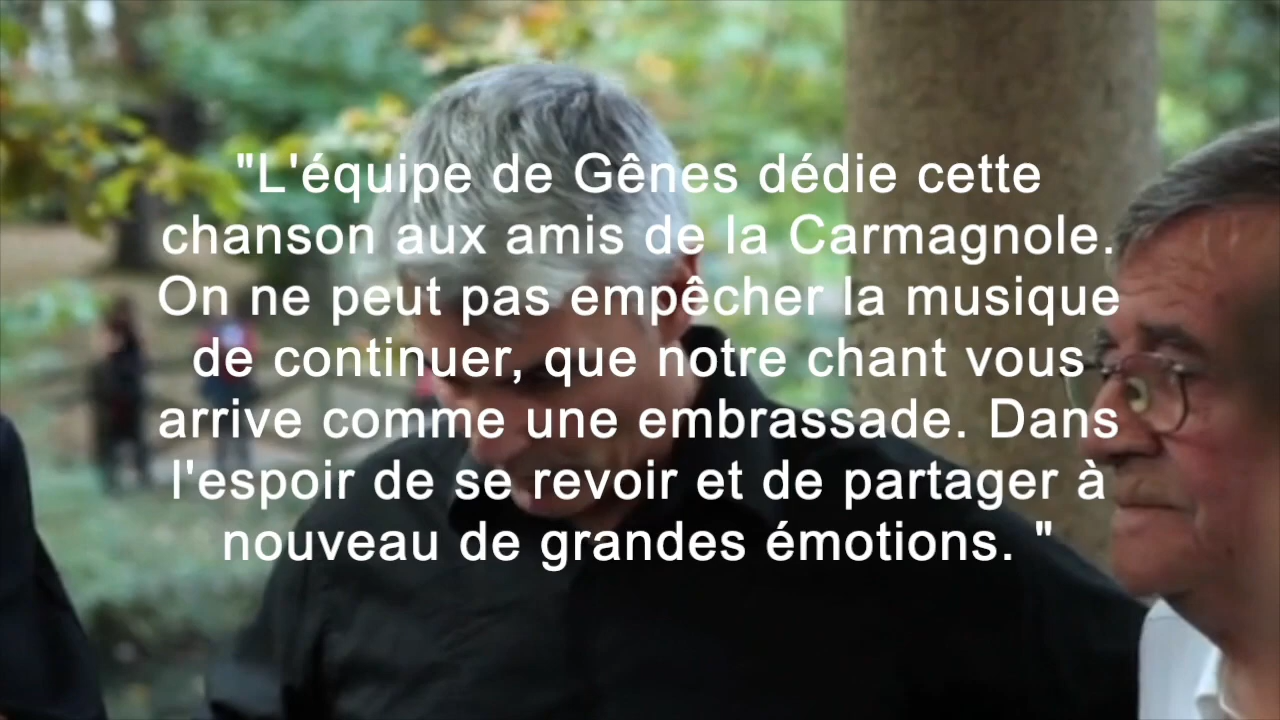 "L'équipe de Gênes dédie cette
chanson aux amis de la Carmagnole.
On ne peut pas empêcher la musique
de continuer, que notre chant vous
arrive comme une embrassade. Dans
l'espoir de se revoir et de partager à
nouveau de grandes émotions. "